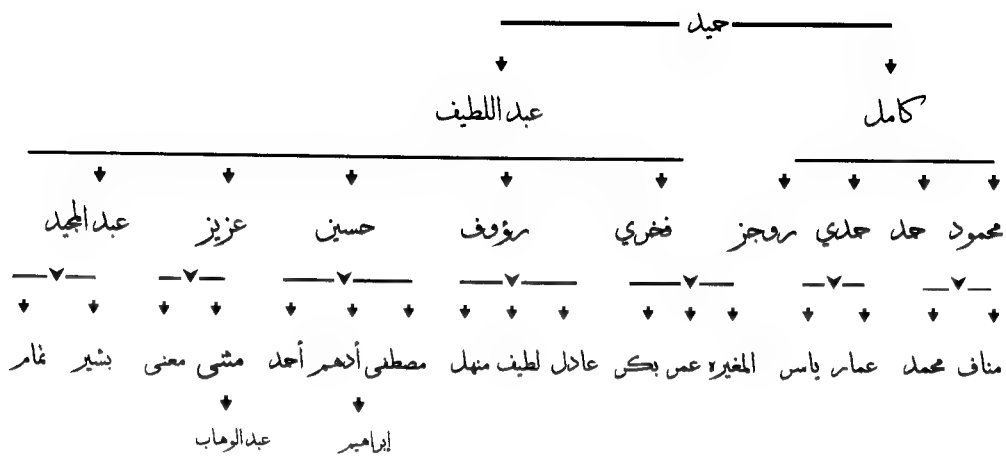 حميد
كامل عبد اللطيف
محمود حمد حمدي روجز فخري رؤوف حسين عزيز عبد المجيد
مناف محمد عمار ياسر المغيره عمر بكر عادل لطيف منهل مصطفى أدهم أحمد مثنى معنى بشير تمام
إبراهيم عبد الوهاب